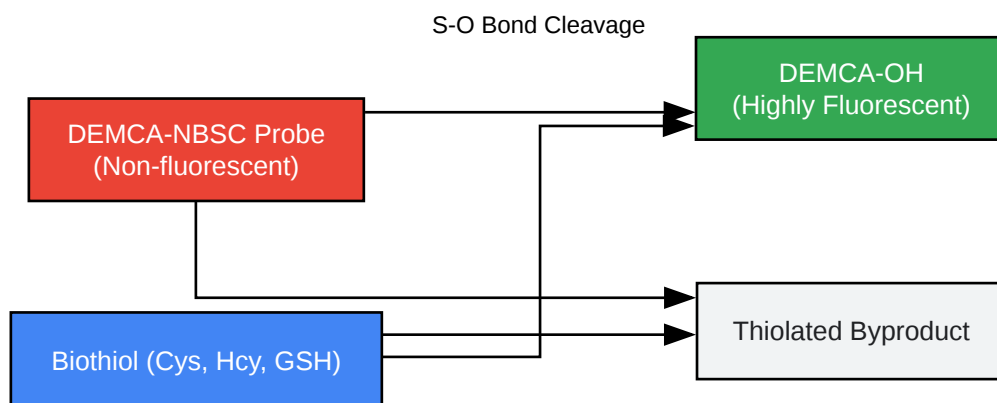 S-O Bond Cleavage
DEMCA-OH
(Highly Fluorescent)
DEMCA-NBSC Probe
(Non-fluorescent)
Thiolated Byproduct
Biothiol (Cys, Hcy, GSH)